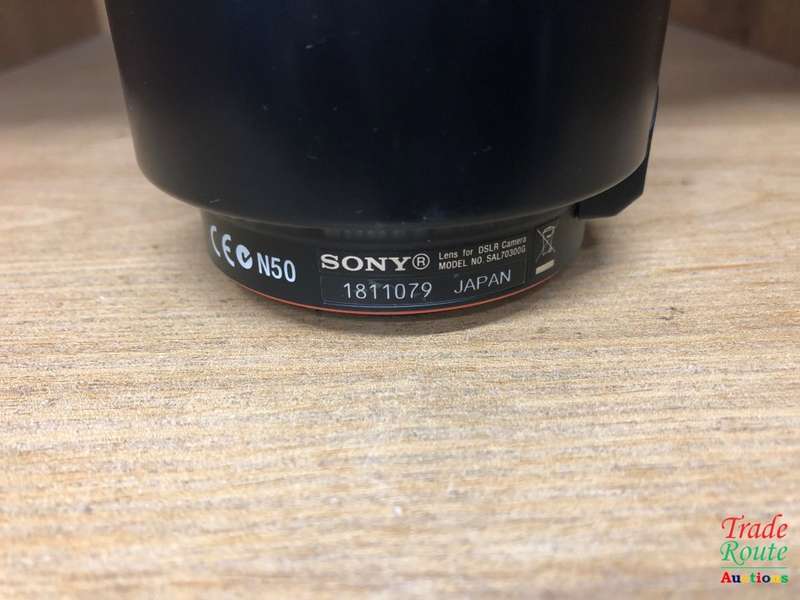 CE N50
SONY®
Lens for DSLR Camera
MODEL NO. SAL70300G
1811079 JAPAN
Trade
Route
Auctions